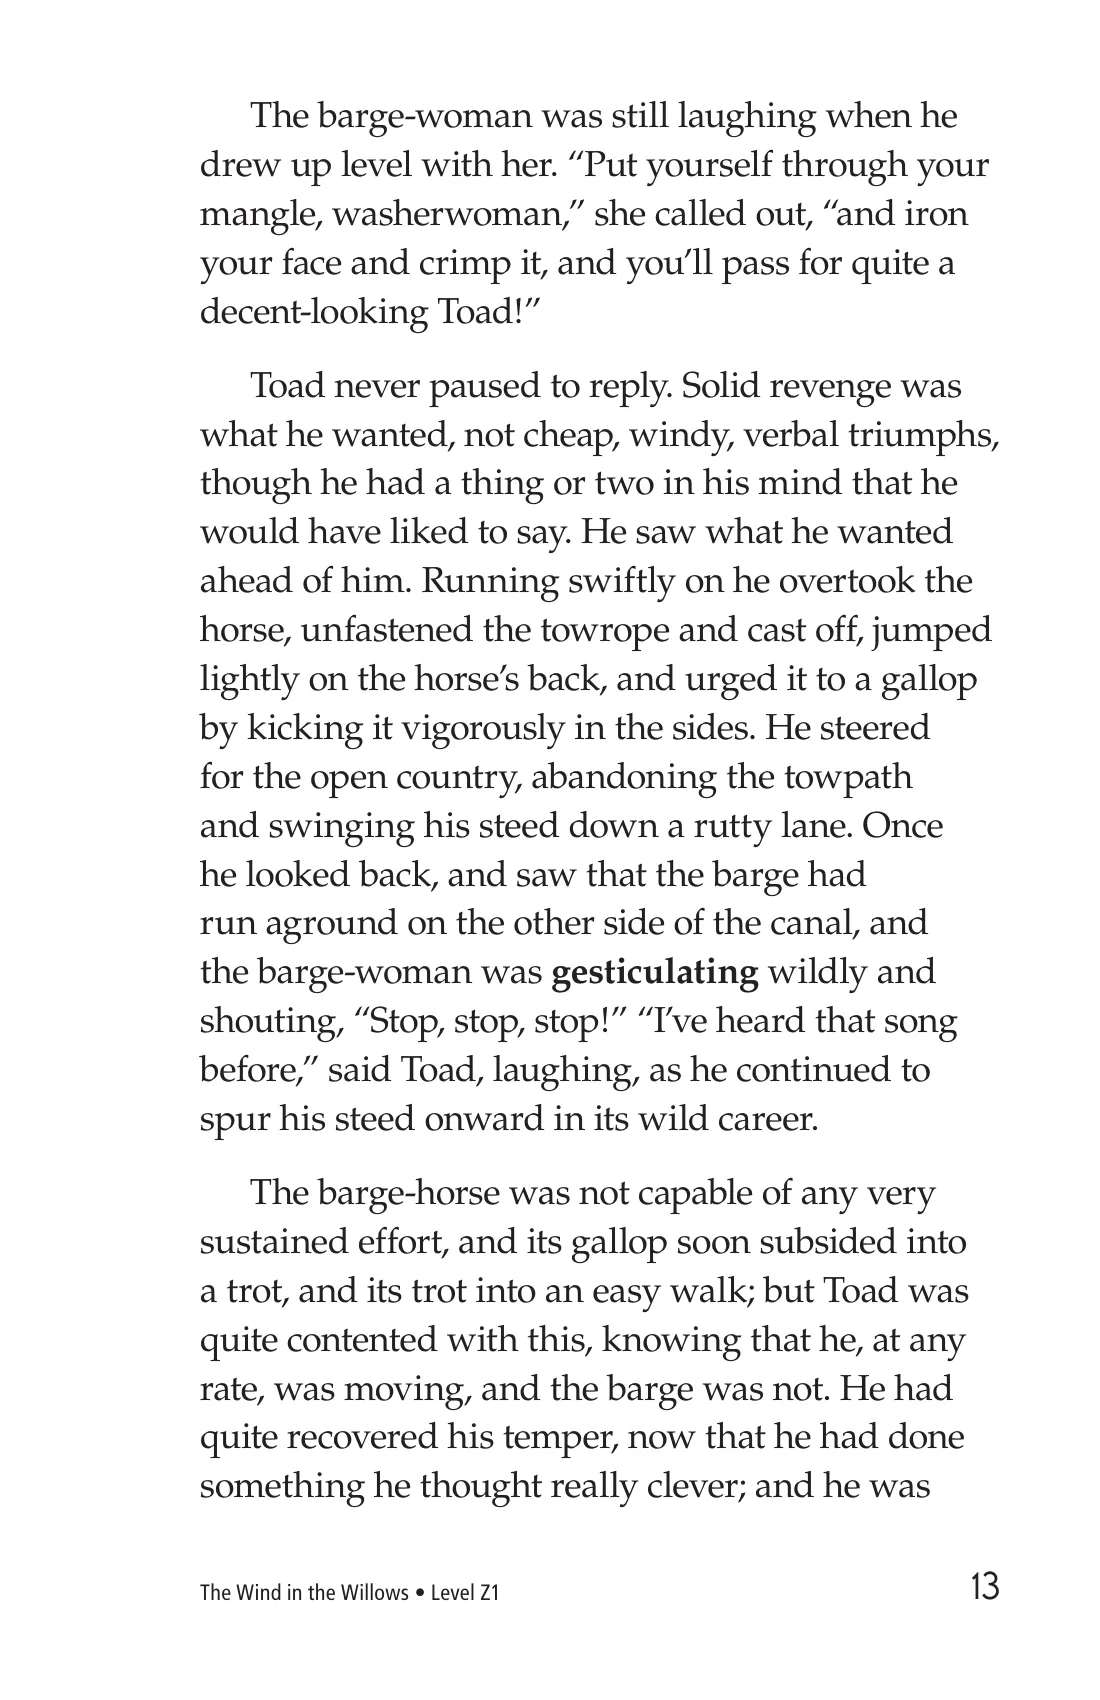 The barge-woman was still laughing when he
drew up level with her. “Put yourself through your
mangle, washerwoman,” she called out, “and iron
your face and crimp it, and you’ll pass for quite a
decent-looking Toad!”
Toad never paused to reply. Solid revenge was
what he wanted, not cheap, windy, verbal triumphs,
though he had a thing or two in his mind that he
would have liked to say. He saw what he wanted
ahead of him. Running swiftly on he overtook the
horse, unfastened the towrope and cast off, jumped
lightly on the horse’s back, and urged it to a gallop
by kicking it vigorously in the sides. He steered
for the open country, abandoning the towpath
and swinging his steed down a rutty lane. Once
he looked back, and saw that the barge had
run aground on the other side of the canal, and
the barge-woman was gesticulating wildly and
shouting, “Stop, stop, stop!” “I’ve heard that song
before,” said Toad, laughing, as he continued to
spur his steed onward in its wild career.
The barge-horse was not capable of any very
sustained effort, and its gallop soon subsided into
a trot, and its trot into an easy walk; but Toad was
quite contented with this, knowing that he, at any
rate, was moving, and the barge was not. He had
quite recovered his temper, now that he had done
something he thought really clever; and he was
The Wind in the Willows • Level Z1
13